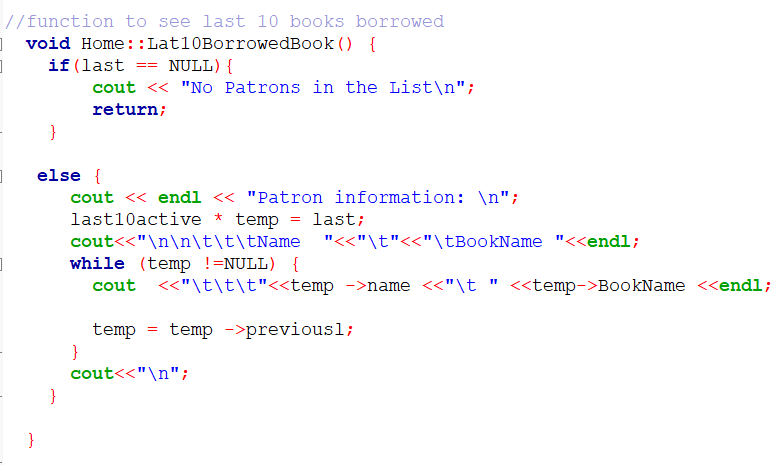 //function to see last 10 books borrowed
void Home::Lat10BorrowedBook() {
if(last == NULL){
cout << "No Patrons in the List\n";
return;
}
else {
cout << endl << "Patron information: \n";
last10active * temp = last;
cout<<"\n\n\t\t\tName  "<<"\t"<<"\tBookName "<<endl;
while (temp !=NULL) {
cout  <<"\t\t\t"<<temp ->name <<"\t " <<temp->BookName <<endl;
temp = temp ->previousl;
}
cout<<"\n";
}
}